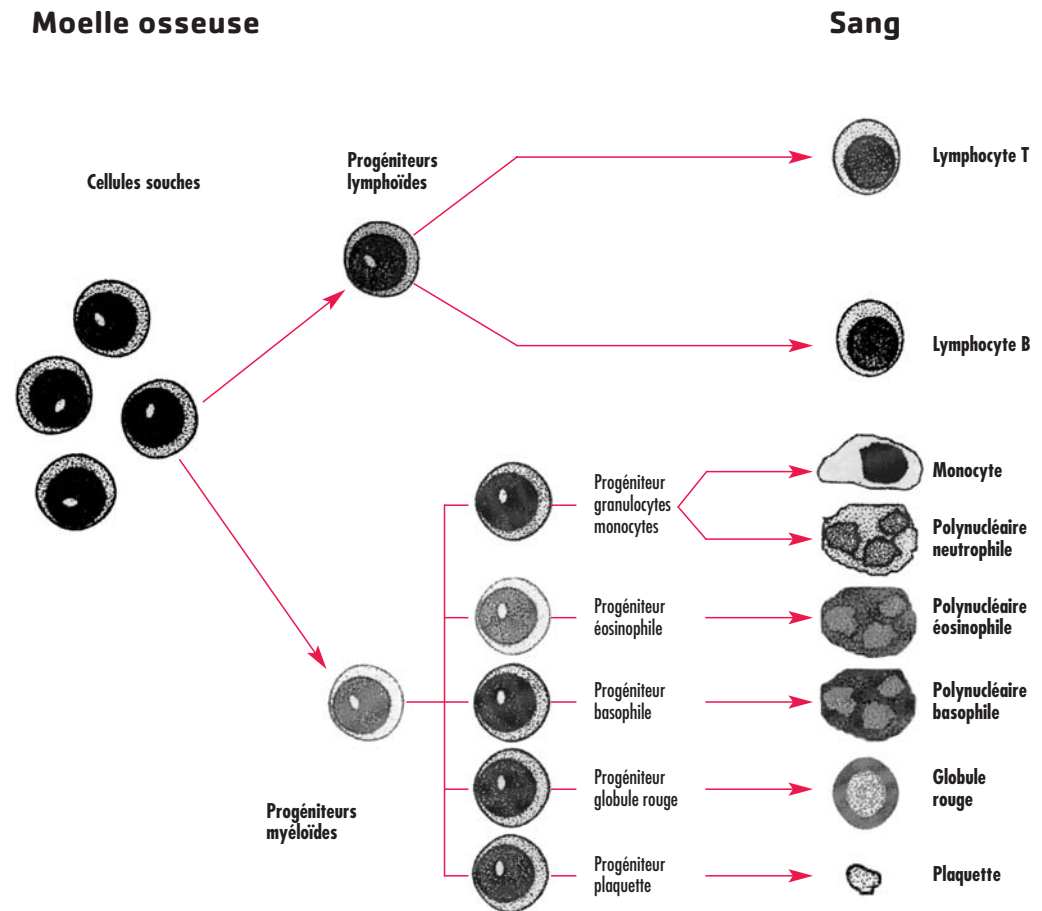 Moelle osseuse
Sang
Cellules souches
Progéniteurs
lymphoïdes
Lymphocyte T
Lymphocyte B
Progéniteur
granulocytes
monocytes
Monocyte
Polynucléaire
neutrophile
Progéniteur
éosinophile
Polynucléaire
éosinophile
Progéniteurs
myéloïdes
Progéniteur
basophile
Polynucléaire
basophile
Progéniteur
globule rouge
Globule
rouge
Progéniteur
plaquette
Plaquette